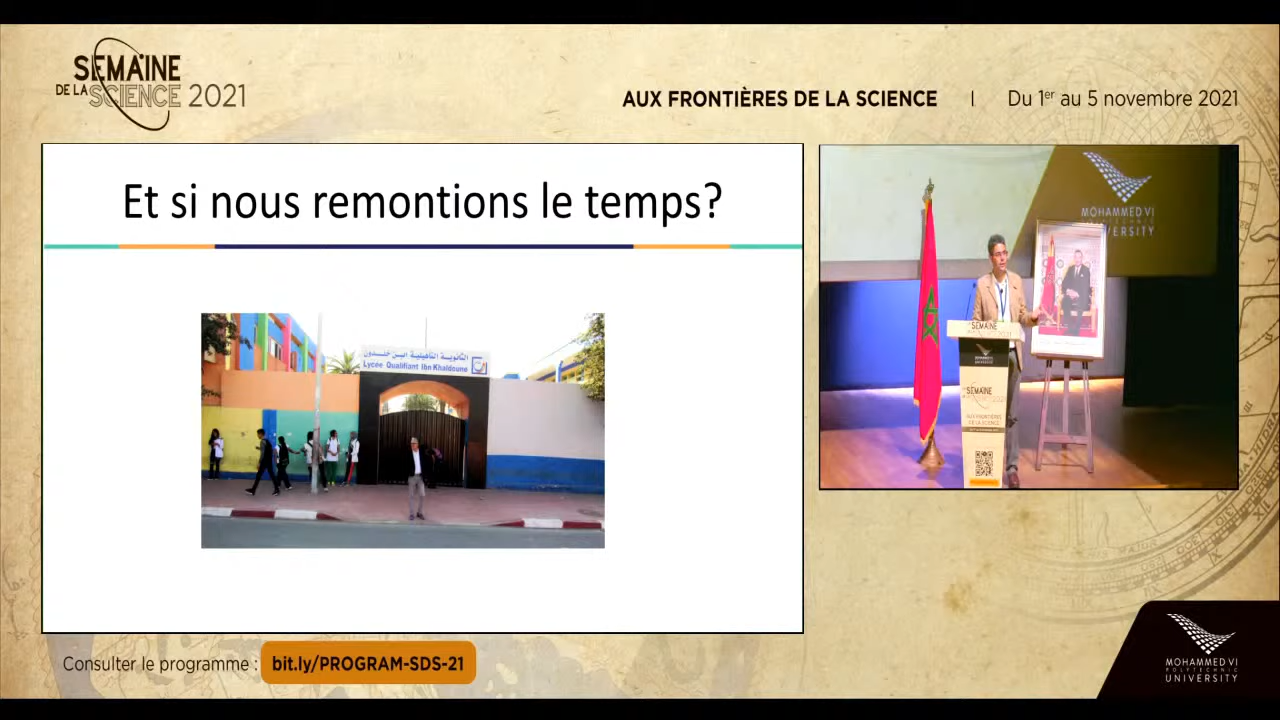 SEMAINE
DE LA SCIENCE 2021
AUX FRONTIÈRES DE LA SCIENCE | Du 1er au 5 novembre 2021
Et si nous remontions le temps?
الثانوية التأهيلية ابن خلدون
Lycée Qualifiant Ibn Khaldoune
MOHAMMED VI
POLYTECHNIC
UNIVERSITY
SEMAINE
SEMAINE
AUX FRONTIÈRES
DE LA SCIENCE
Consulter le programme : bit.ly/PROGRAM-SDS-21
MOHAMMED VI
POLYTECHNIC
UNIVERSITY